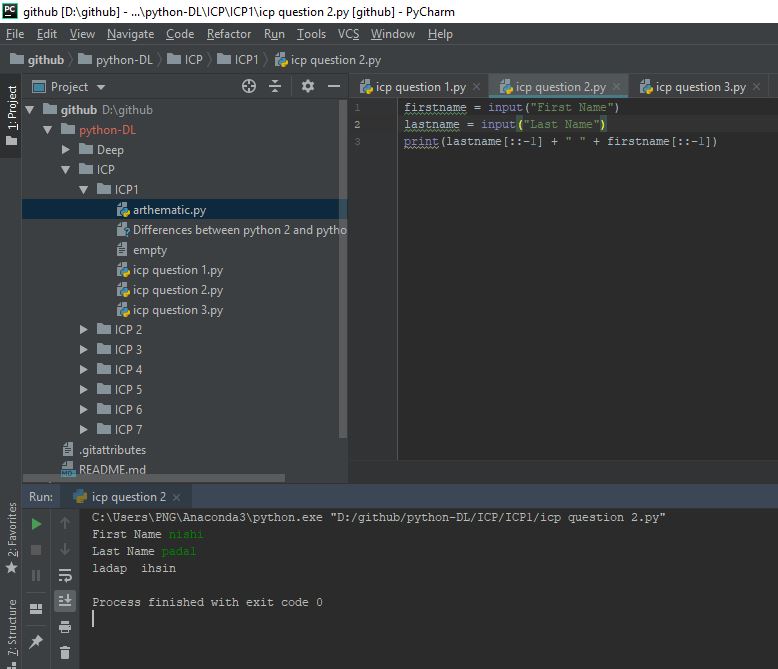 PC github [D:\github] - ...\python-DL\ICP\ICP1\icp question 2.py [github] - PyCharm
File Edit View Navigate Code Refactor Run Tools VCS Window Help
github python-DL ICP ICP1 icp question 2.py
1: Project
Project
github D:\github
python-DL
Deep
ICP
ICP1
arthematic.py
Differences between python 2 and pytho
empty
icp question 1.py
icp question 2.py
icp question 3.py
ICP 2
ICP 3
ICP 4
ICP 5
ICP 6
ICP 7
.gitattributes
README.md
icp question 1.py icp question 2.py icp question 3.py
1 firstname = input("First Name")
2 lastname = input("Last Name")
3 print(lastname[::-1] + " " + firstname[::-1])
Run: icp question 2
C:\Users\PNG\Anaconda3\python.exe "D:/github/python-DL/ICP/ICP1/icp question 2.py"
First Name nishi
Last Name padal
ladap  ihsin
Process finished with exit code 0
2: Favorites
7: Structure